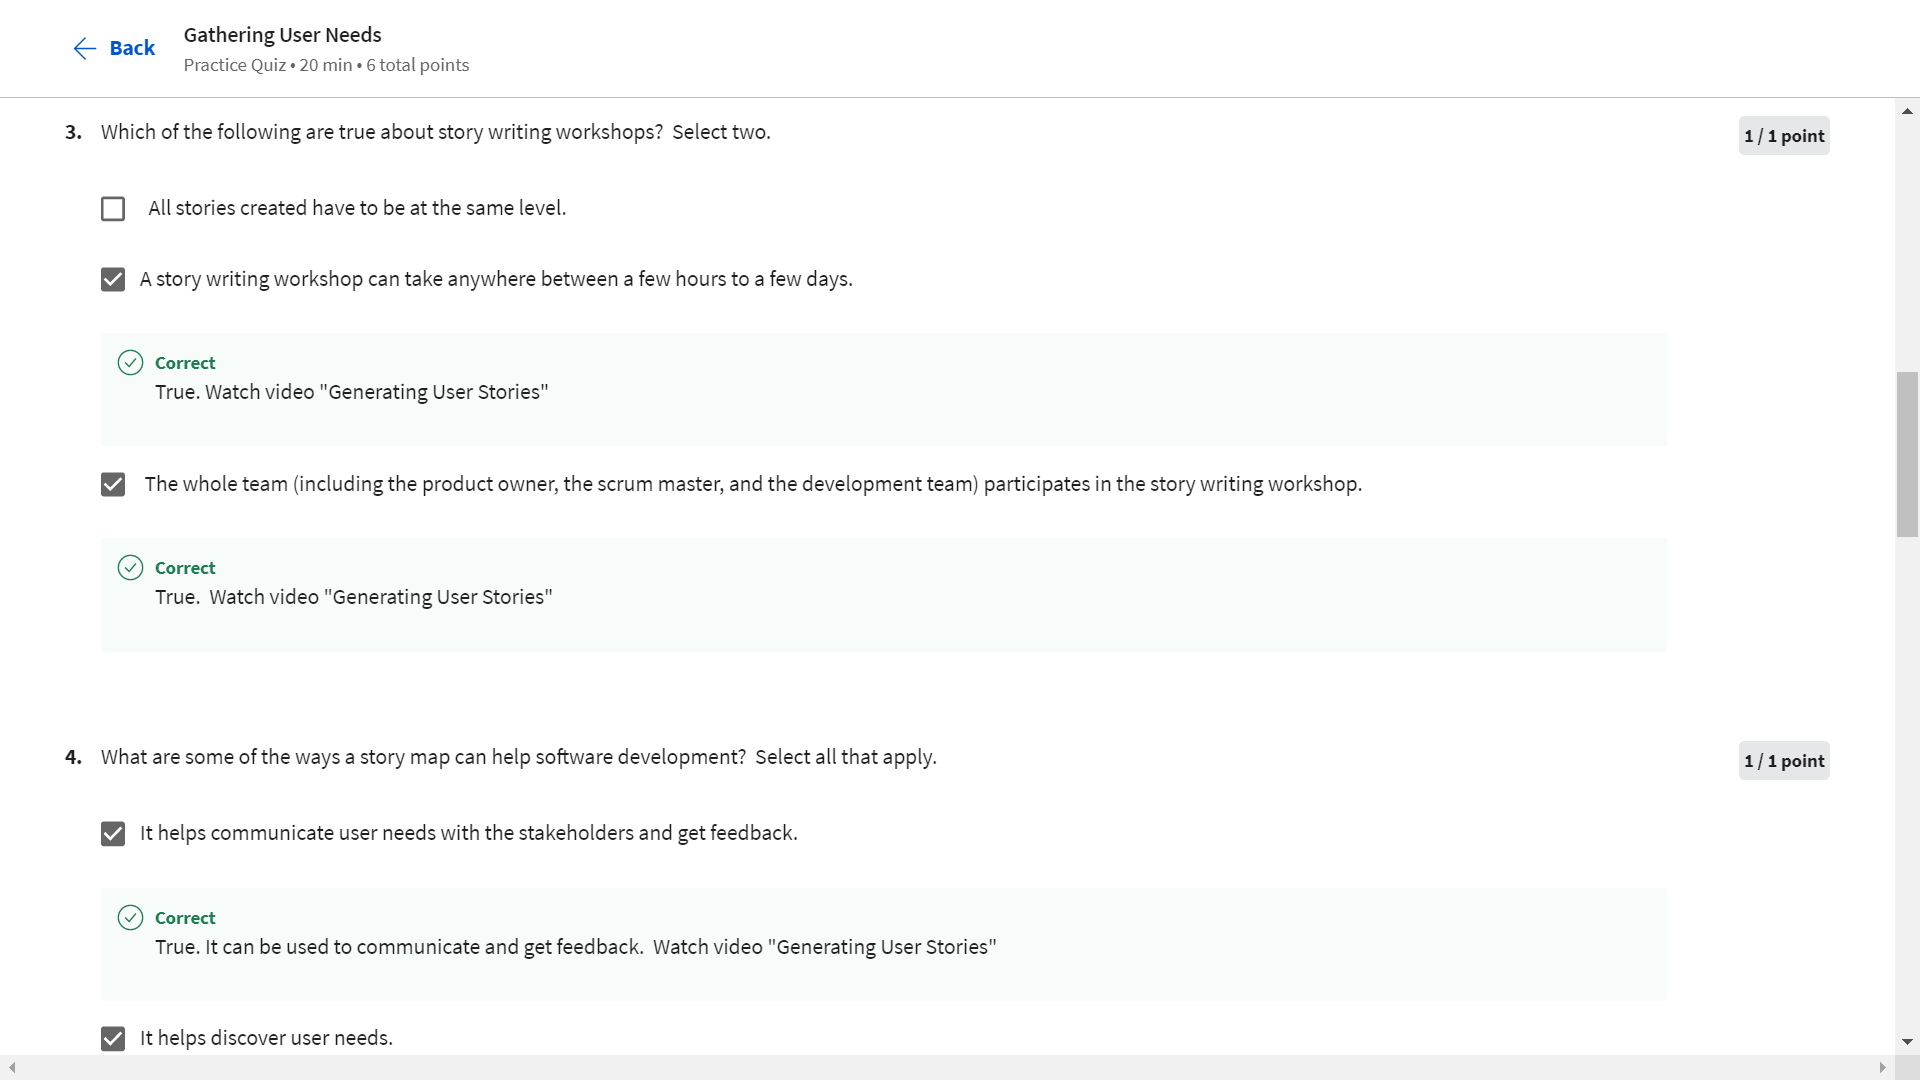 Back
Gathering User Needs
Practice Quiz • 20 min • 6 total points
3. Which of the following are true about story writing workshops? Select two.
1 / 1 point
All stories created have to be at the same level.
A story writing workshop can take anywhere between a few hours to a few days.
Correct
True. Watch video "Generating User Stories"
The whole team (including the product owner, the scrum master, and the development team) participates in the story writing workshop.
Correct
True. Watch video "Generating User Stories"
4. What are some of the ways a story map can help software development? Select all that apply.
1 / 1 point
It helps communicate user needs with the stakeholders and get feedback.
Correct
True. It can be used to communicate and get feedback. Watch video "Generating User Stories"
It helps discover user needs.